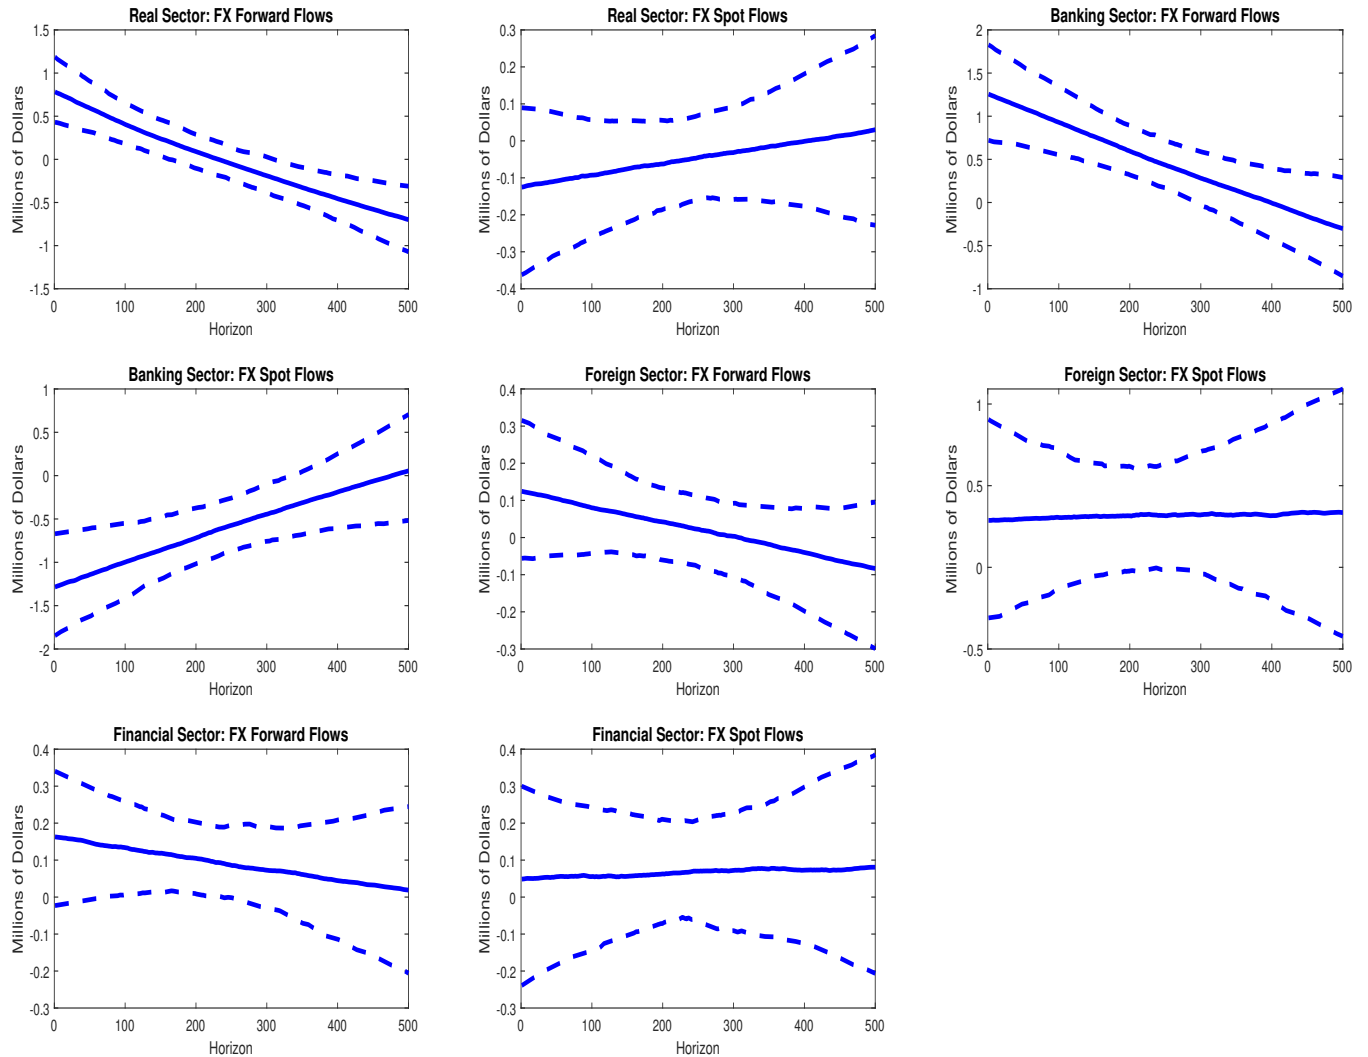 Real Sector: FX Forward Flows
Millions of Dollars
1.5
1
0.5
0
-0.5
-1
-1.5
0 100 200 300 400 500
Horizon
Real Sector: FX Spot Flows
Millions of Dollars
0.3
0.2
0.1
0
-0.1
-0.2
-0.3
-0.4
0 100 200 300 400 500
Horizon
Banking Sector: FX Forward Flows
Millions of Dollars
2
1.5
1
0.5
0
-0.5
-1
0 100 200 300 400 500
Horizon
Banking Sector: FX Spot Flows
Millions of Dollars
1
0.5
0
-0.5
-1
-1.5
-2
0 100 200 300 400 500
Horizon
Foreign Sector: FX Forward Flows
Millions of Dollars
0.4
0.3
0.2
0.1
0
-0.1
-0.2
-0.3
0 100 200 300 400 500
Horizon
Foreign Sector: FX Spot Flows
Millions of Dollars
1
0.5
0
-0.5
0 100 200 300 400 500
Horizon
Financial Sector: FX Forward Flows
Millions of Dollars
0.4
0.3
0.2
0.1
0
-0.1
-0.2
-0.3
0 100 200 300 400 500
Horizon
Financial Sector: FX Spot Flows
Millions of Dollars
0.4
0.3
0.2
0.1
0
-0.1
-0.2
-0.3
0 100 200 300 400 500
Horizon